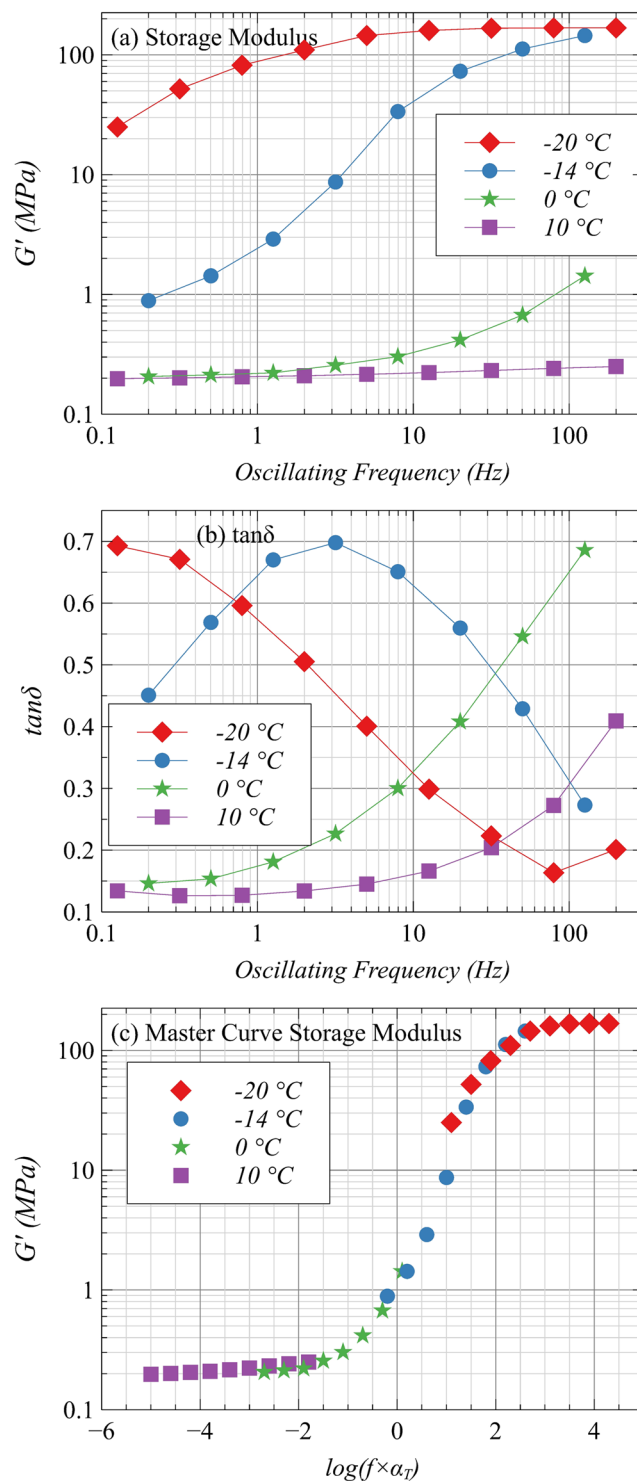 (a) Storage Modulus
100
10
1
0.1
G' (MPa)
-20 °C
-14 °C
0 °C
10 °C
0.1 1 10 100
Oscillating Frequency (Hz)
(b) tanδ
0.7
0.6
0.5
0.4
0.3
0.2
0.1
tanδ
-20 °C
-14 °C
0 °C
10 °C
0.1 1 10 100
Oscillating Frequency (Hz)
(c) Master Curve Storage Modulus
100
10
1
0.1
G' (MPa)
-20 °C
-14 °C
0 °C
10 °C
−6 −4 −2 0 2 4
log(f×α_T)